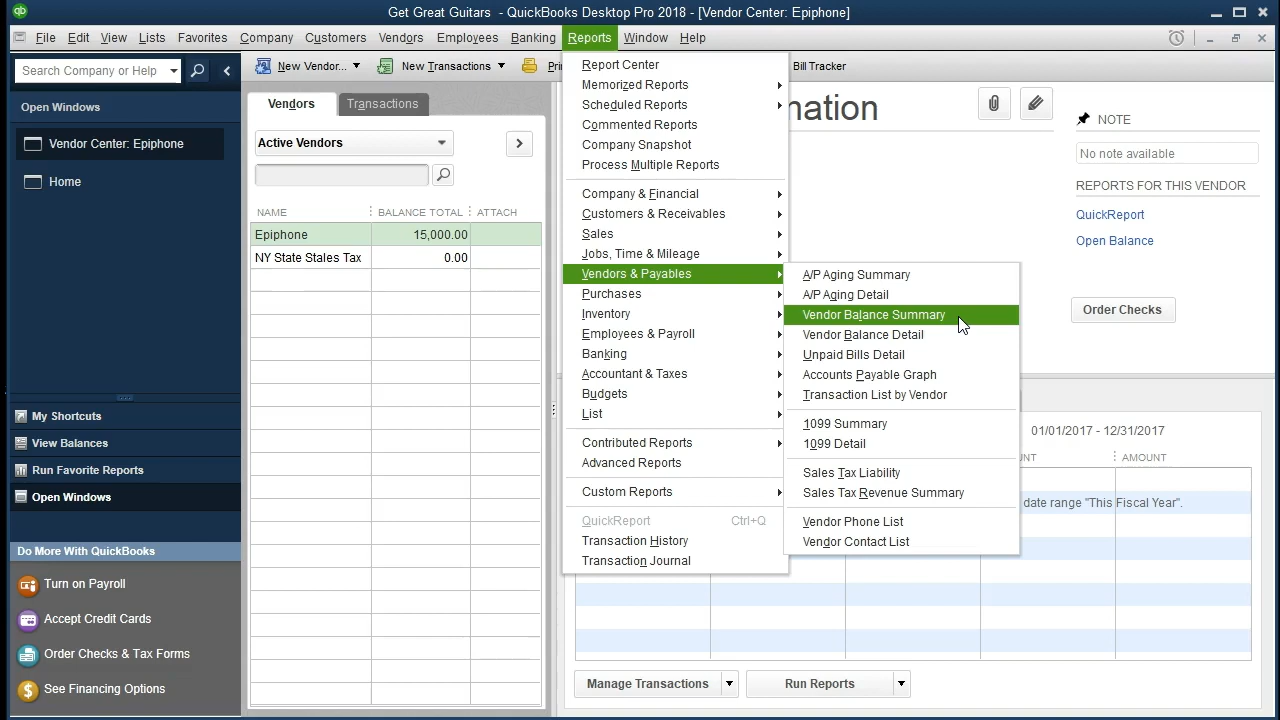 Get Great Guitars - QuickBooks Desktop Pro 2018 - [Vendor Center: Epiphone]
File Edit View Lists Favorites Company Customers Vendors Employees Banking Reports Window Help
Search Company or Help
New Vendor...
New Transactions
Bill Tracker
Open Windows
Vendor Center: Epiphone
Home
My Shortcuts
View Balances
Run Favorite Reports
Open Windows
Do More With QuickBooks
Turn on Payroll
Accept Credit Cards
Order Checks & Tax Forms
See Financing Options
Vendors
Transactions
Active Vendors
NAME BALANCE TOTAL ATTACH
Epiphone 15,000.00
NY State Stales Tax 0.00
Report Center
Memorized Reports
Scheduled Reports
Commented Reports
Company Snapshot
Process Multiple Reports
Company & Financial
Customers & Receivables
Sales
Jobs, Time & Mileage
Vendors & Payables
Purchases
Inventory
Employees & Payroll
Banking
Accountant & Taxes
Budgets
List
Contributed Reports
Advanced Reports
Custom Reports
QuickReport Ctrl+Q
Transaction History
Transaction Journal
A/P Aging Summary
A/P Aging Detail
Vendor Balance Summary
Vendor Balance Detail
Unpaid Bills Detail
Accounts Payable Graph
Transaction List by Vendor
1099 Summary
1099 Detail
Sales Tax Liability
Sales Tax Revenue Summary
Vendor Phone List
Vendor Contact List
NOTE
No note available
REPORTS FOR THIS VENDOR
QuickReport
Open Balance
Order Checks
01/01/2017 - 12/31/2017
AMOUNT
date range "This Fiscal Year".
Manage Transactions
Run Reports